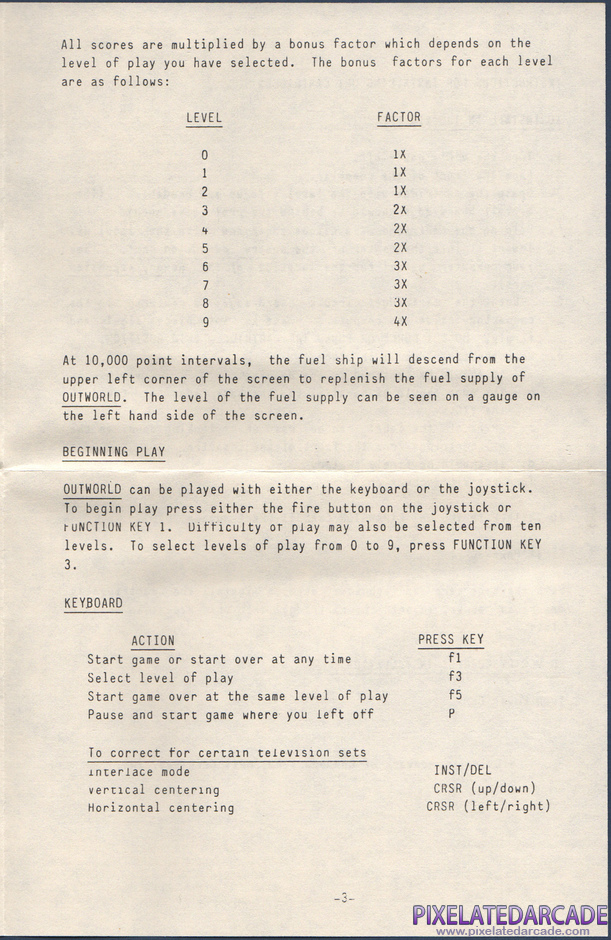 All scores are multiplied by a bonus factor which depends on the
level of play you have selected. The bonus factors for each level
are as follows:
LEVEL FACTOR
0 1X
1 1X
2 1X
3 2X
4 2X
5 2X
6 3X
7 3X
8 3X
9 4X
At 10,000 point intervals, the fuel ship will descend from the
upper left corner of the screen to replenish the fuel supply of
OUTWORLD. The level of the fuel supply can be seen on a gauge on
the left hand side of the screen.
BEGINNING PLAY
OUTWORLD can be played with either the keyboard or the joystick.
To begin play press either the fire button on the joystick or
FUNCTION KEY 1. Difficulty of play may also be selected from ten
levels. To select levels of play from 0 to 9, press FUNCTION KEY
3.
KEYBOARD
ACTION PRESS KEY
Start game or start over at any time f1
Select level of play f3
Start game over at the same level of play f5
Pause and start game where you left off P
To correct for certain television sets
Interlace mode INST/DEL
Vertical centering CRSR (up/down)
Horizontal centering CRSR (left/right)
-3-
PIXELATEDARCADE
www.pixelatedarcade.com